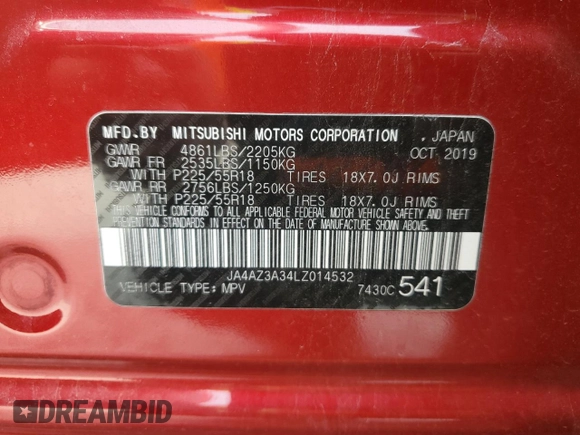 MFD.BY MITSUBISHI MOTORS CORPORATION , JAPAN
GVWR 4861LBS/2205KG OCT 2019
GAWR FR 2535LBS/1150KG
WITH P225/55R18 TIRES 18X7.0J RIMS
GAWR RR 2756LBS/1250KG
WITH P225/55R18 TIRES 18X7.0J RIMS
THIS VEHICLE CONFORMS TO ALL APPLICABLE FEDERAL MOTOR VEHICLE SAFETY AND THEFT
PREVENTION STANDARDS IN EFFECT ON THE DATE OF MANUFACTURE SHOWN ABOVE.
JA4AZ3A34LZ014532
VEHICLE TYPE: MPV 7430C 541
DREAMBID